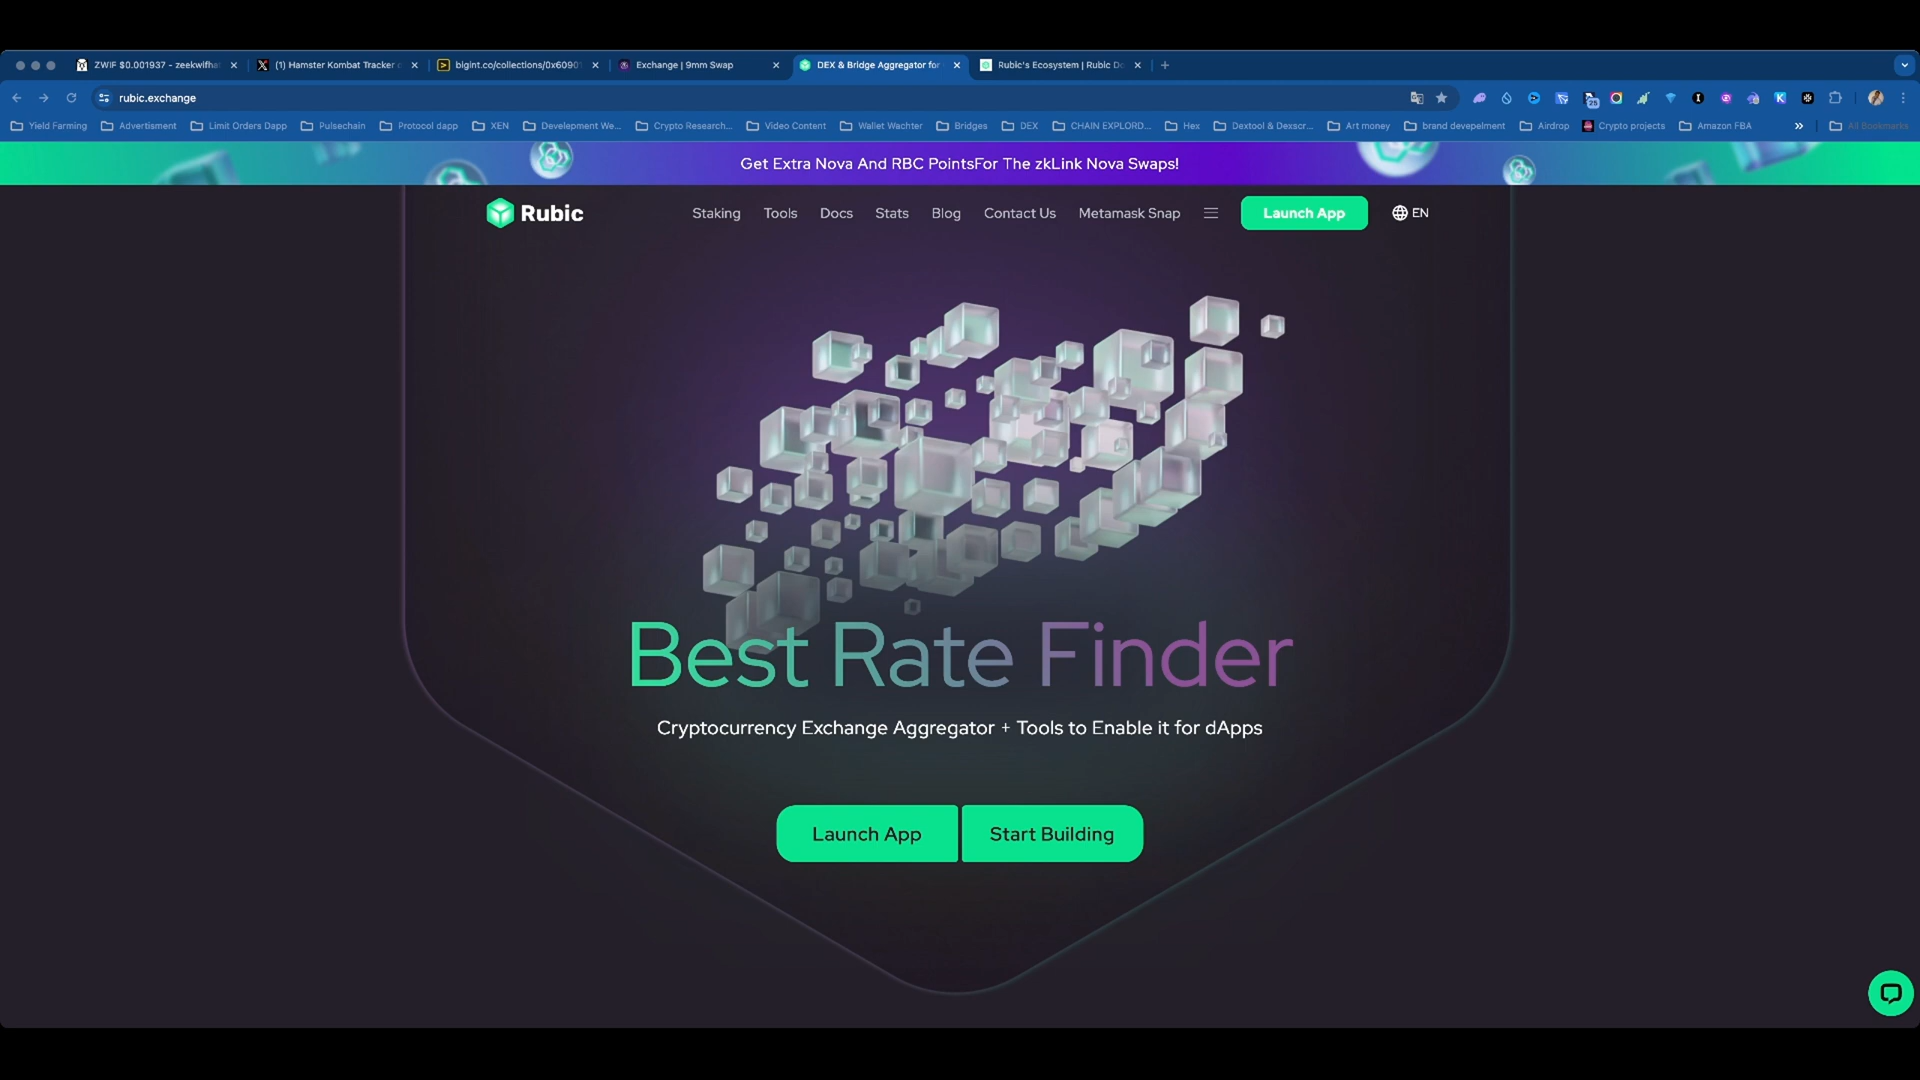 ZWIF $0.001937 - zeekwifha
(1) Hamster Kombat Tracker
bigint.co/collections/0x6090
Exchange | 9mm Swap
DEX & Bridge Aggregator for
Rubic's Ecosystem | Rubic Do
rubic.exchange
25
Yield Farming
Advertisment
Limit Orders Dapp
Pulsechain
Protocol dapp
XEN
Develepment We...
Crypto Research...
Video Content
Wallet Wachter
Bridges
DEX
CHAIN EXPLORD...
Hex
Dextool & Dexscr...
Art money
brand devepelment
Airdrop
Crypto projects
Amazon FBA
All Bookmarks
Get Extra Nova And RBC PointsFor The zkLink Nova Swaps!
Rubic
Staking
Tools
Docs
Stats
Blog
Contact Us
Metamask Snap
Launch App
EN
Best Rate Finder
Cryptocurrency Exchange Aggregator + Tools to Enable it for dApps
Launch App
Start Building